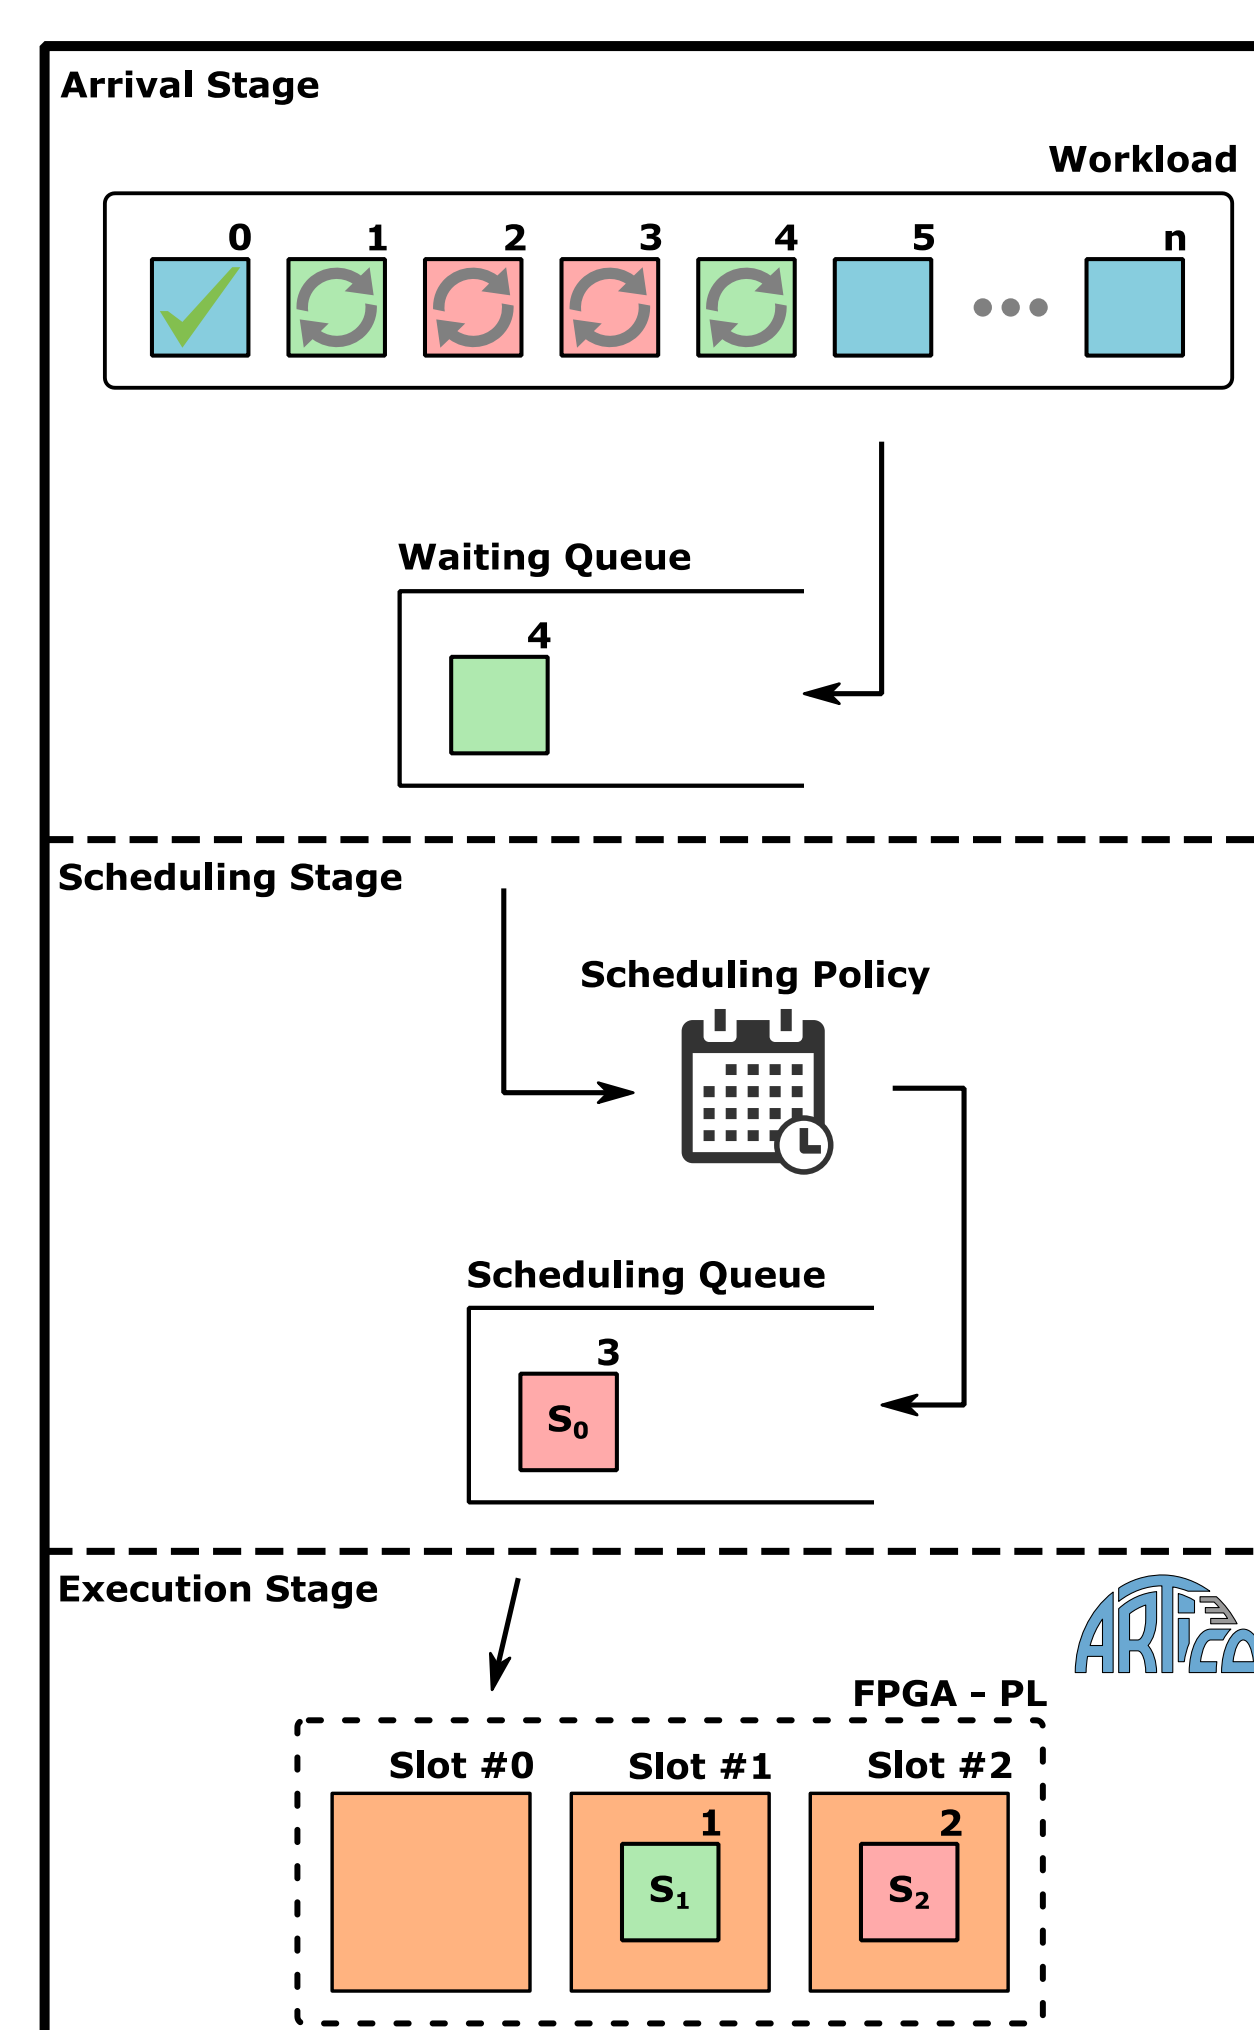 Arrival Stage
Workload
0 1 2 3 4 5 n
Waiting Queue
4
Scheduling Stage
Scheduling Policy
Scheduling Queue
3
S₀
Execution Stage
ARTiCo3
FPGA - PL
Slot #0 Slot #1 Slot #2
1 2
S₁ S₂